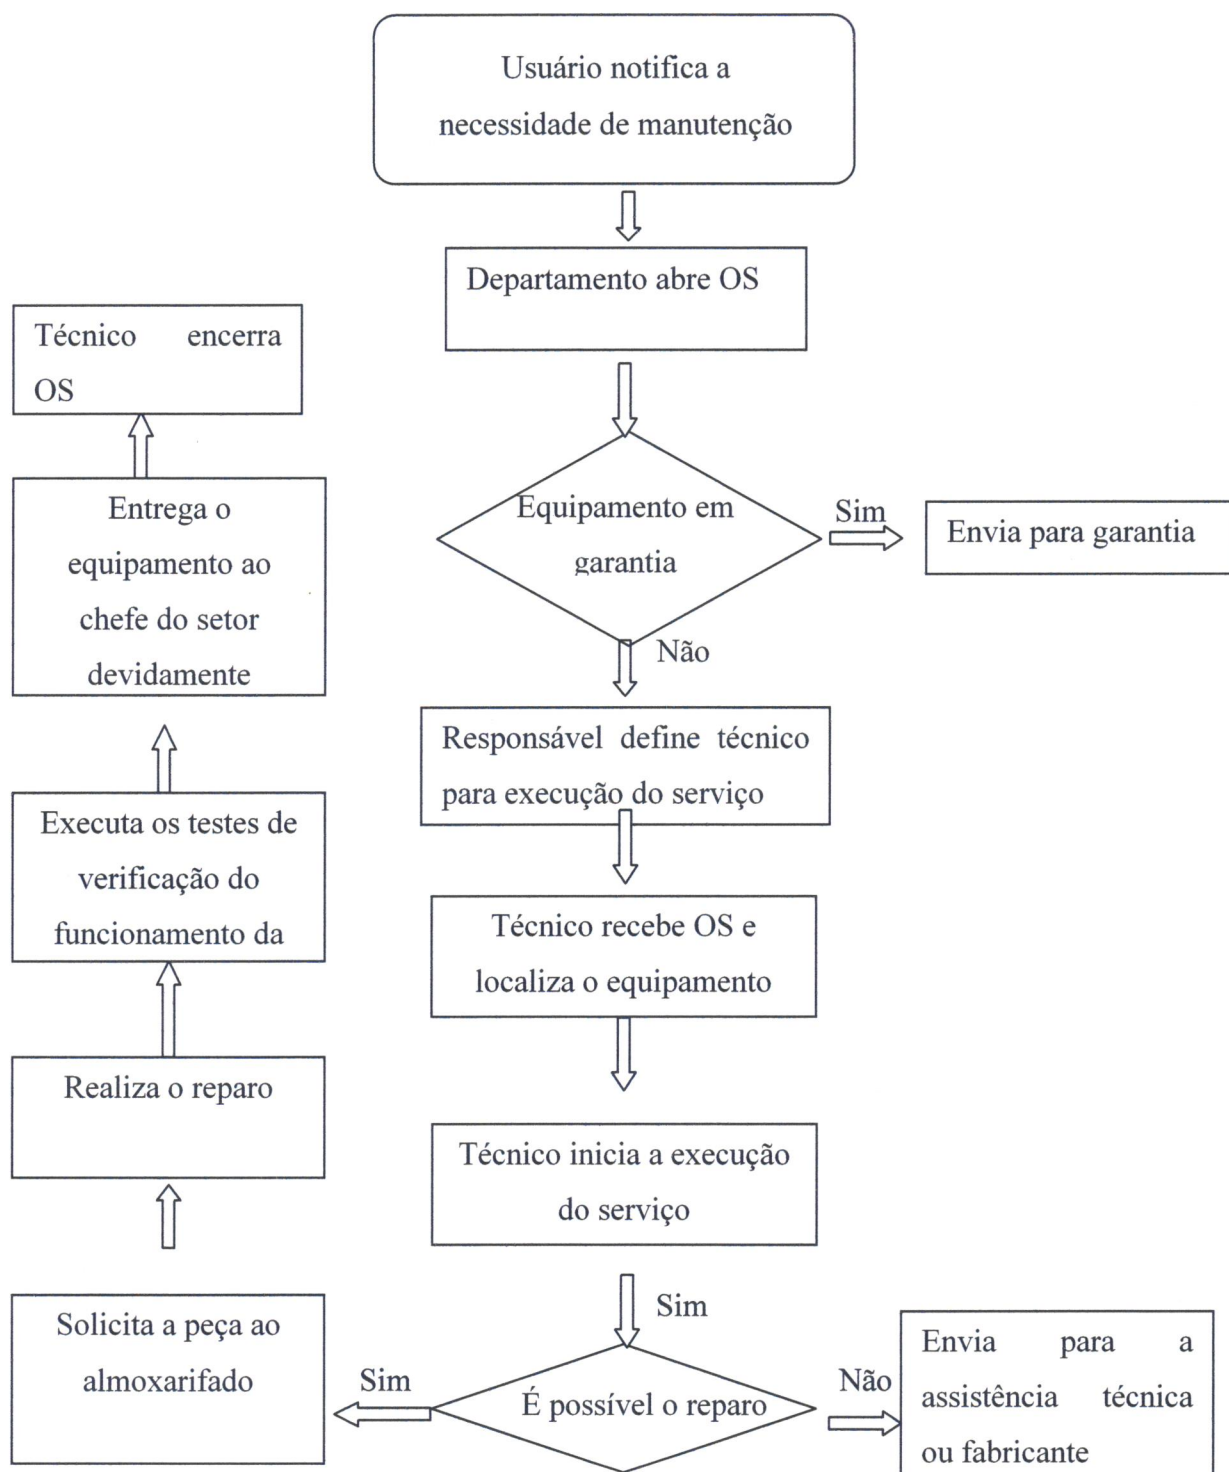 Usuário notifica a
necessidade de manutenção
Departamento abre OS
Equipamento em
garantia
Sim
Envia para garantia
Não
Responsável define técnico
para execução do serviço
Técnico recebe OS e
localiza o equipamento
Técnico inicia a execução
do serviço
Sim
É possível o reparo
Não
Envia para a
assistência técnica
ou fabricante
Sim
Solicita a peça ao
almoxarifado
Realiza o reparo
Executa os testes de
verificação do
funcionamento da
Entrega o
equipamento ao
chefe do setor
devidamente
Técnico encerra
OS